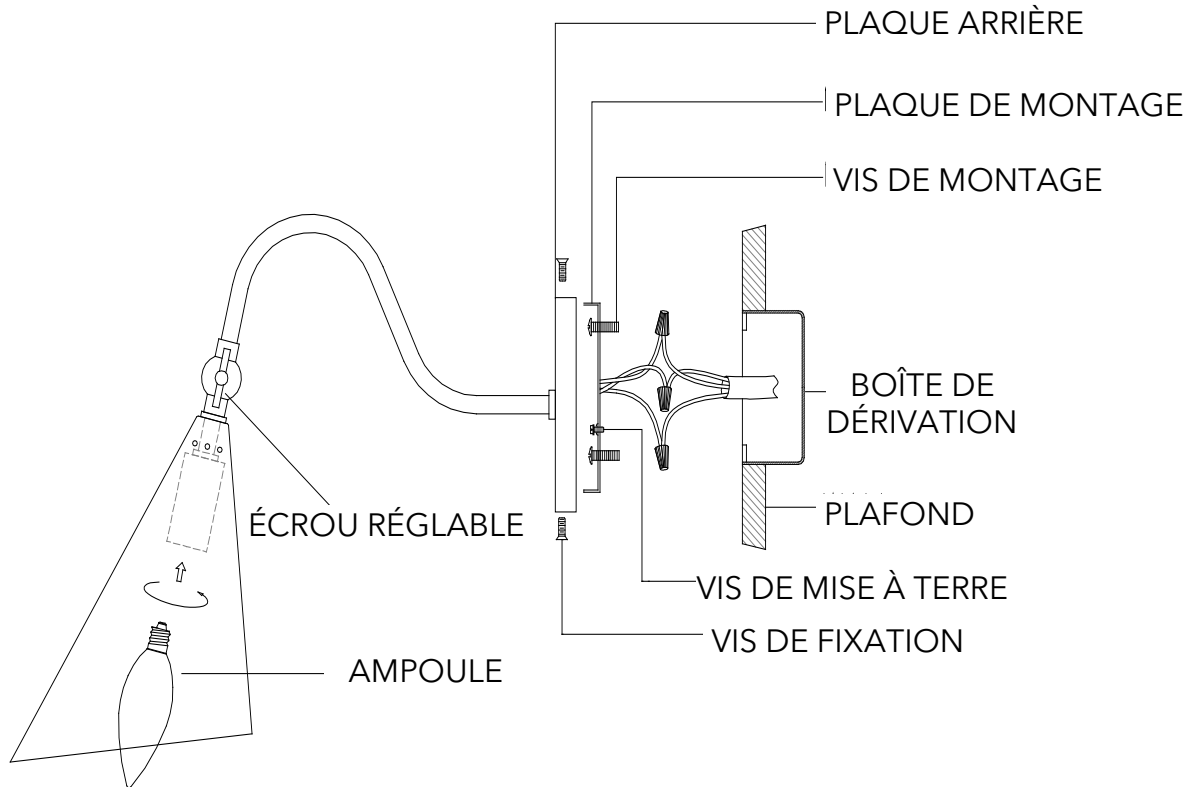 PLAQUE ARRIÈRE
PLAQUE DE MONTAGE
VIS DE MONTAGE
BOÎTE DE
DÉRIVATION
ÉCROU RÉGLABLE
PLAFOND
VIS DE MISE À TERRE
VIS DE FIXATION
AMPOULE